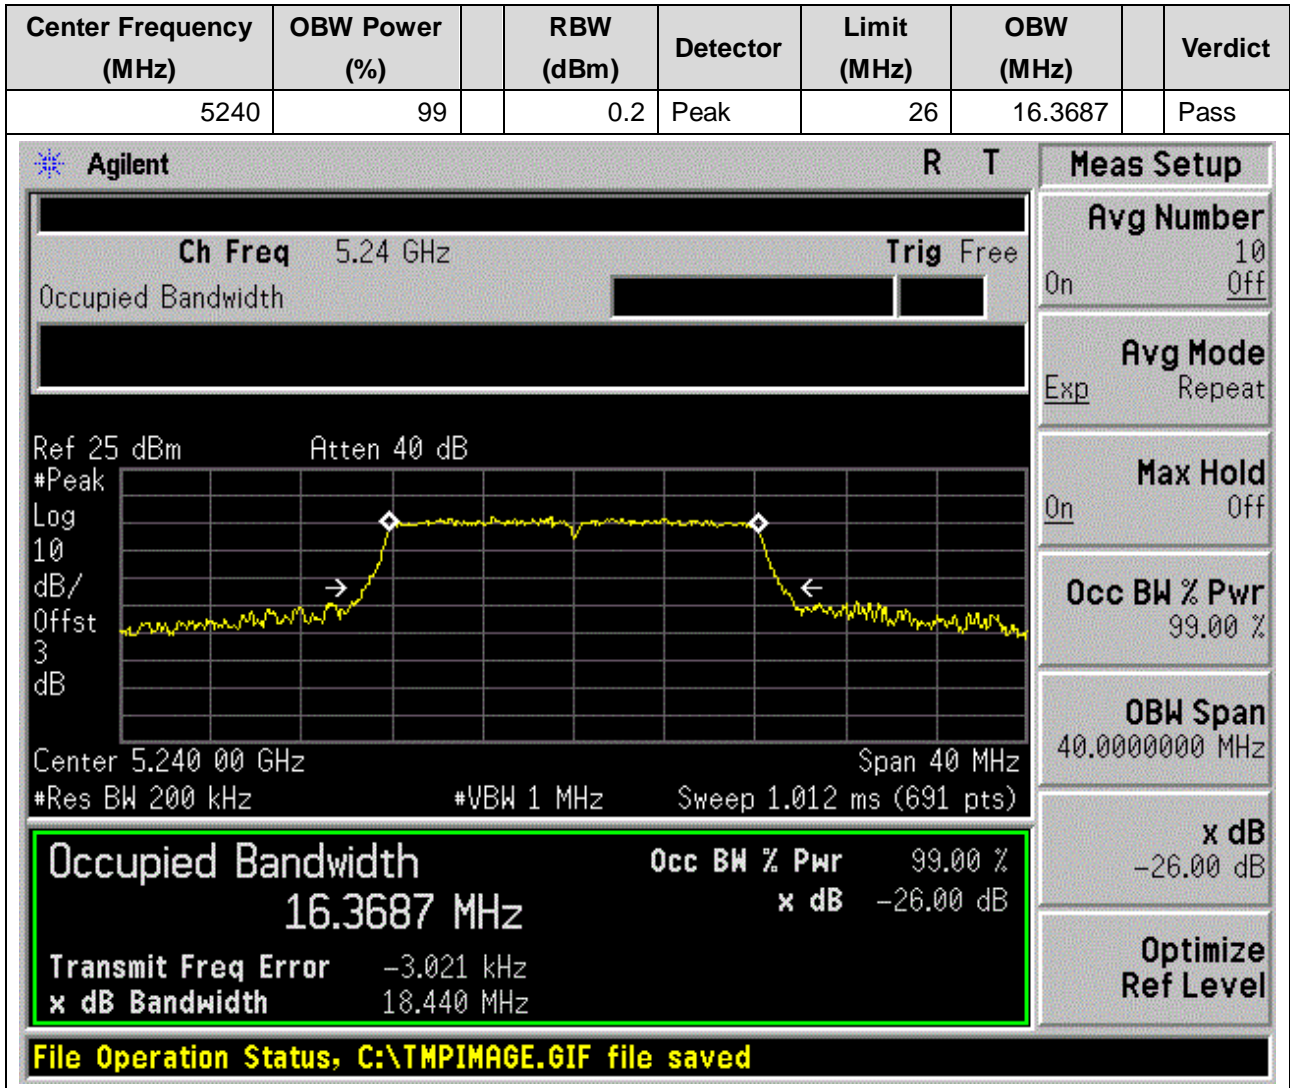 Center Frequency (MHz) OBW Power (%) RBW (dBm) Detector Limit (MHz) OBW (MHz) Verdict
5240 99 0.2 Peak 26 16.3687 Pass
Agilent R T
Ch Freq 5.24 GHz Trig Free
Occupied Bandwidth
Ref 25 dBm Atten 40 dB
#Peak
Log
10
dB/
Offst
3
dB
Center 5.240 00 GHz Span 40 MHz
#Res BW 200 kHz #VBW 1 MHz Sweep 1.012 ms (691 pts)
Occupied Bandwidth Occ BW % Pwr 99.00 %
16.3687 MHz x dB -26.00 dB
Transmit Freq Error -3.021 kHz
x dB Bandwidth 18.440 MHz
File Operation Status, C:\TMPIMAGE.GIF file saved
Meas Setup
Avg Number
10
On Off
Avg Mode
Exp Repeat
Max Hold
On Off
Occ BW % Pwr
99.00 %
OBW Span
40.0000000 MHz
x dB
-26.00 dB
Optimize
Ref Level